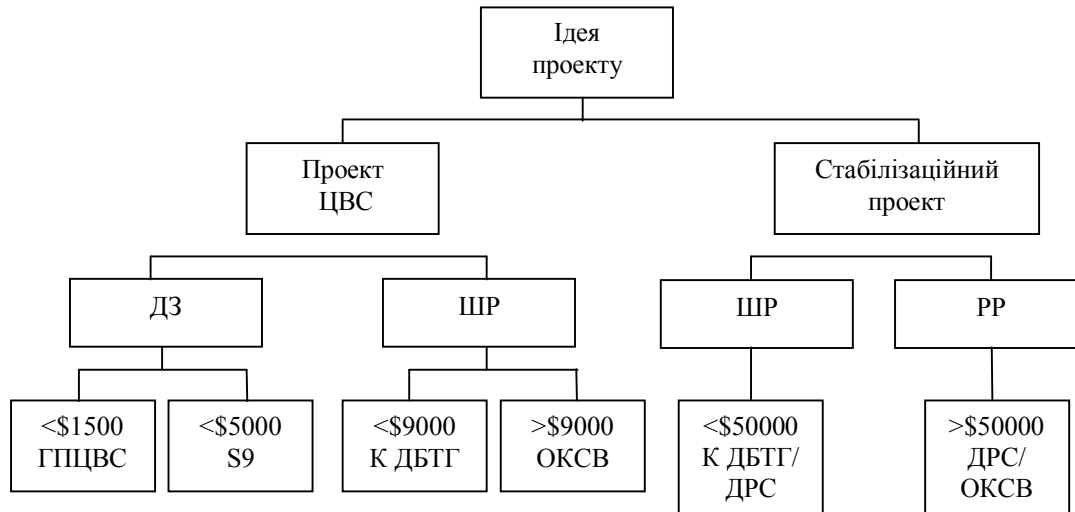 Ідея
проекту
Проект
ЦВС
Стабілізаційний
проект
ДЗ
ШР
ШР
РР
<$1500
ГПЦВС
<$5000
S9
<$9000
К ДБТГ
>$9000
ОКСВ
<$50000
К ДБТГ/
ДРС
>$50000
ДРС/
ОКСВ